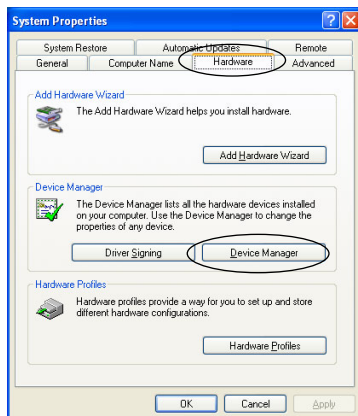 System Properties
System Restore Automatic Updates Remote
General Computer Name Hardware Advanced
Add Hardware Wizard
The Add Hardware Wizard helps you install hardware.
Add Hardware Wizard
Device Manager
The Device Manager lists all the hardware devices installed
on your computer. Use the Device Manager to change the
properties of any device.
Driver Signing Device Manager
Hardware Profiles
Hardware profiles provide a way for you to set up and store
different hardware configurations.
Hardware Profiles
OK Cancel Apply